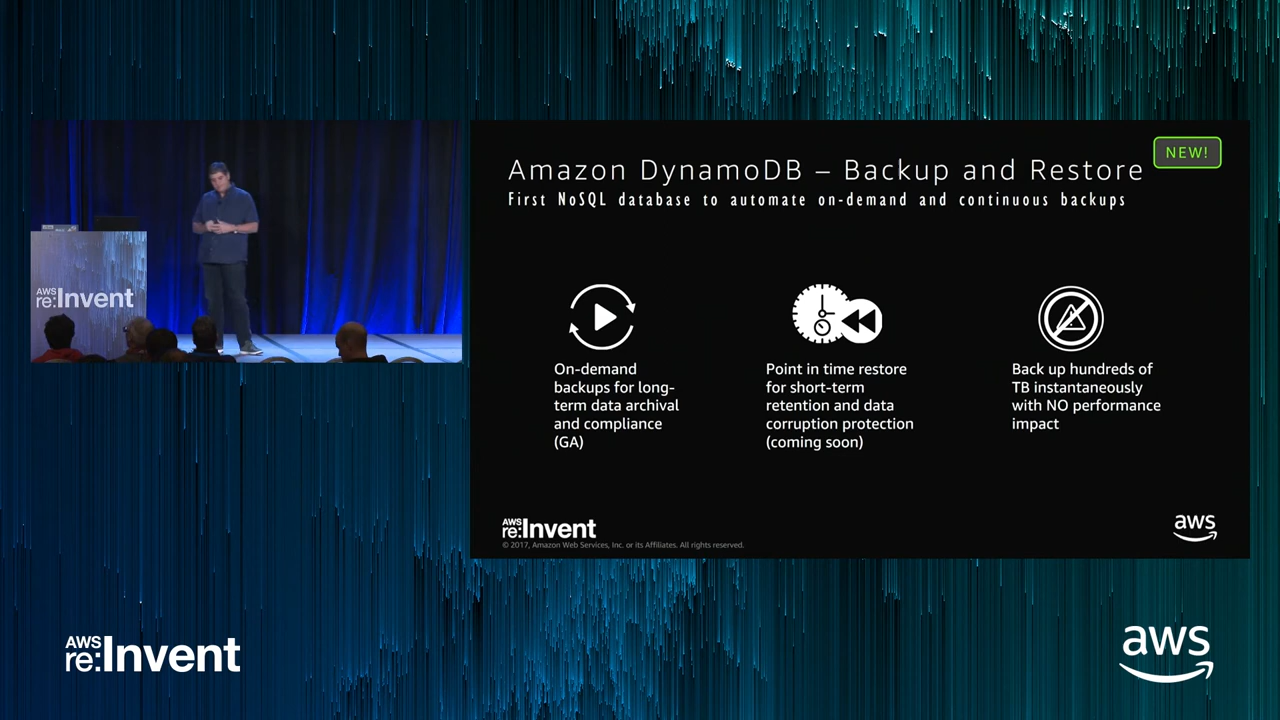 NEW!
Amazon DynamoDB – Backup and Restore
First NoSQL database to automate on-demand and continuous backups
On-demand
backups for long-
term data archival
and compliance
(GA)
Point in time restore
for short-term
retention and data
corruption protection
(coming soon)
Back up hundreds of
TB instantaneously
with NO performance
impact
AWS
re:Invent
AWS
re:Invent
© 2017, Amazon Web Services, Inc. or its Affiliates. All rights reserved.
aws
AWS
re:Invent
aws